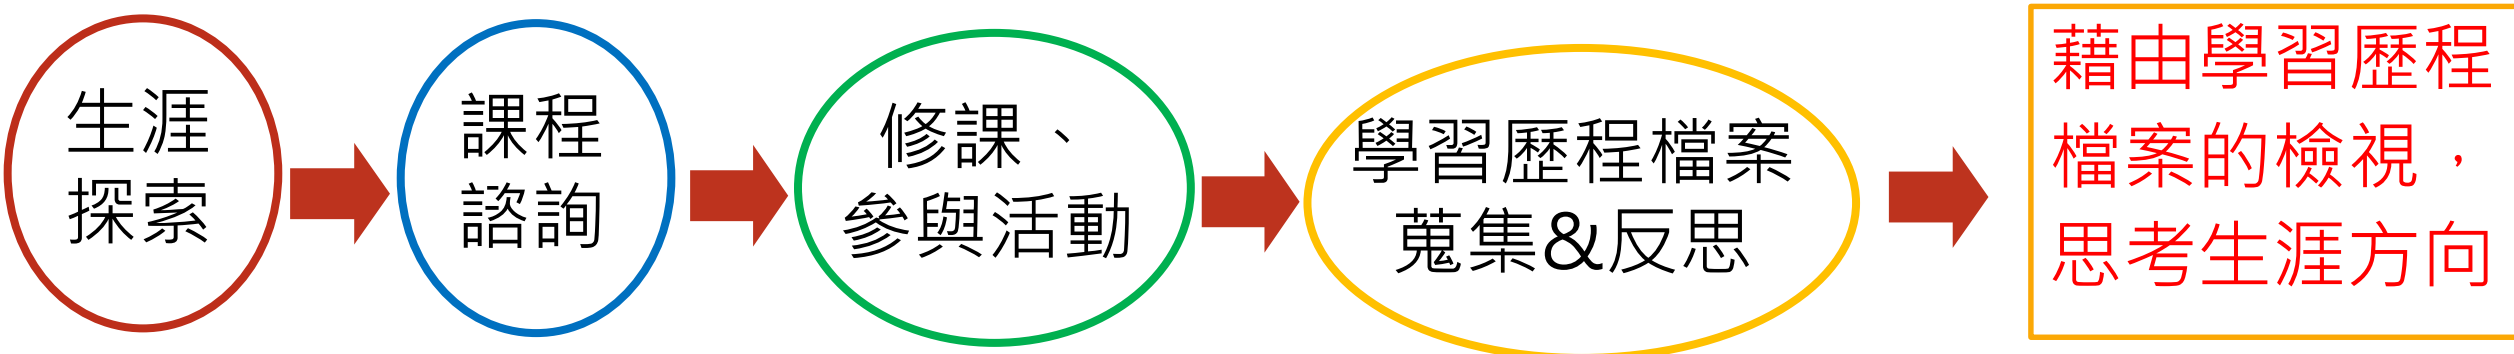 生涯
探索
課程
諮詢
修課、
參與活動
學習歷程檔案
蒐集&反思
藉由學習歷程
檔案的檢視，
思考生涯方向